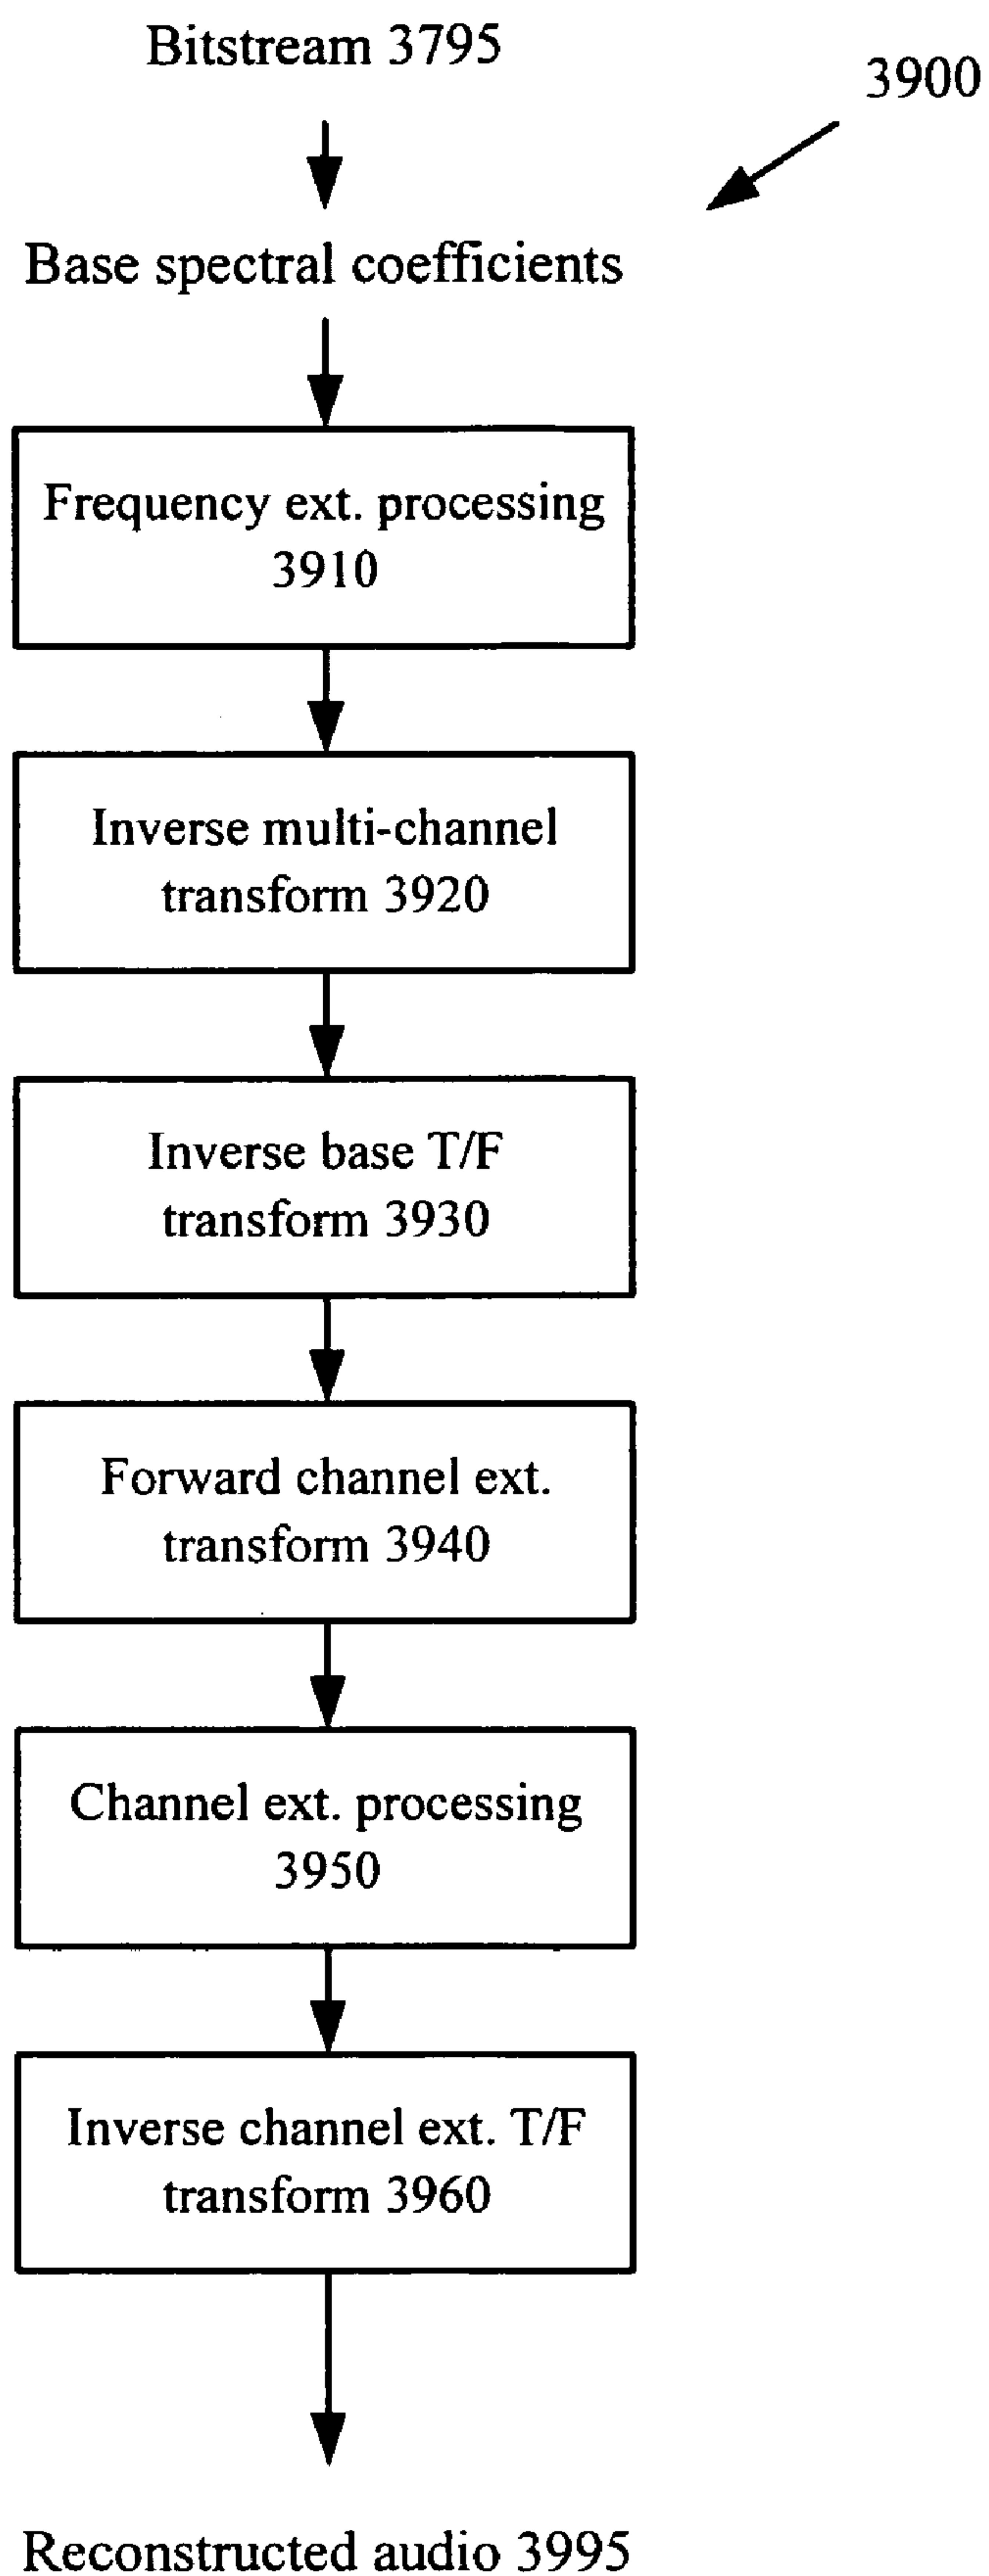 Bitstream 3795
3900
Base spectral coefficients
Frequency ext. processing
3910
Inverse multi-channel
transform 3920
Inverse base T/F
transform 3930
Forward channel ext.
transform 3940
Channel ext. processing
3950
Inverse channel ext. T/F
transform 3960
Reconstructed audio 3995